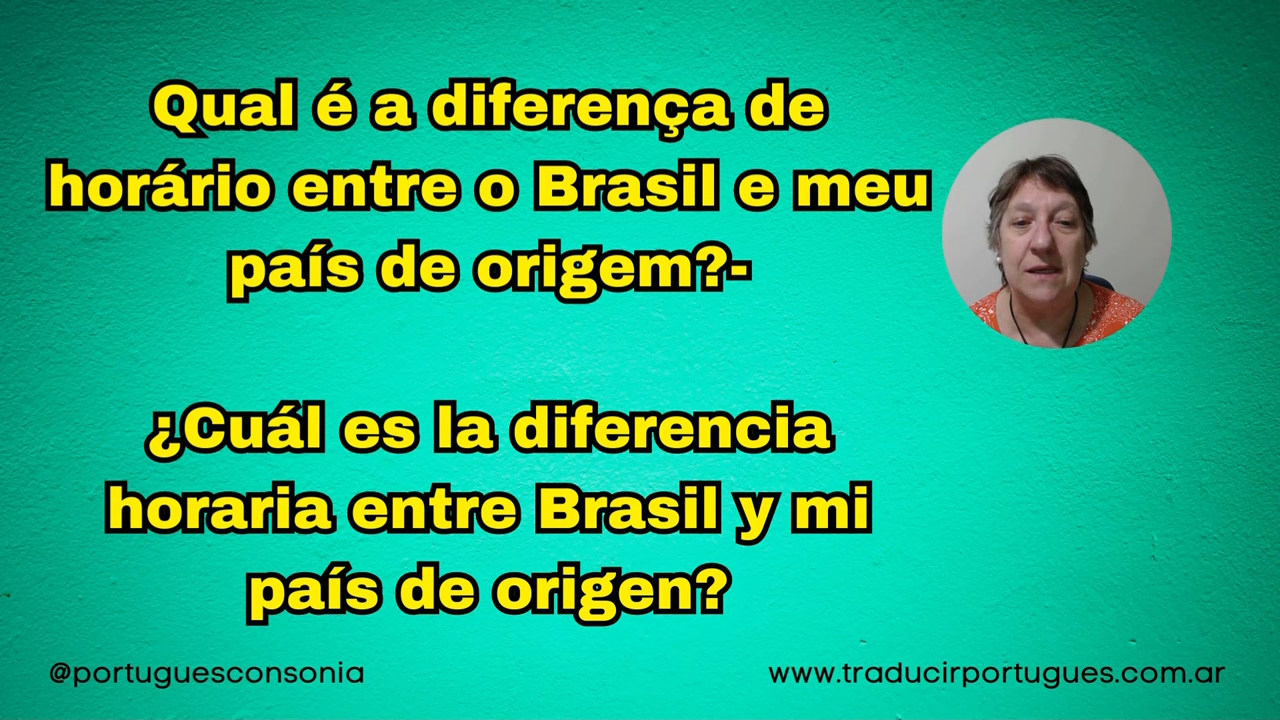 Qual é a diferença de
horário entre o Brasil e meu
país de origem?-
¿Cuál es la diferencia
horaria entre Brasil y mi
país de origen?
@portuguesconsonia
www.traducirportugues.com.ar